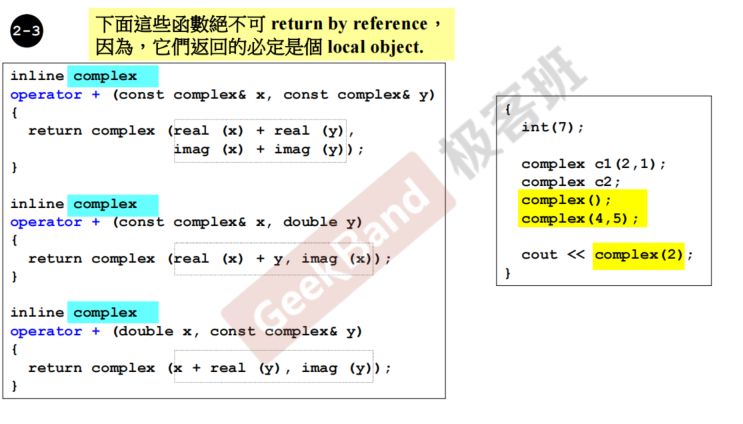 2-3
下面這些函數絕不可 return by reference，
因為，它們返回的必定是個 local object.
inline complex
operator + (const complex& x, const complex& y)
{
return complex (real (x) + real (y),
imag (x) + imag (y));
}
inline complex
operator + (const complex& x, double y)
{
return complex (real (x) + y, imag (x));
}
inline complex
operator + (double x, const complex& y)
{
return complex (x + real (y), imag (y));
}
{
int(7);
complex c1(2,1);
complex c2;
complex();
complex(4,5);
cout << complex(2);
}
GeekBand 极客班